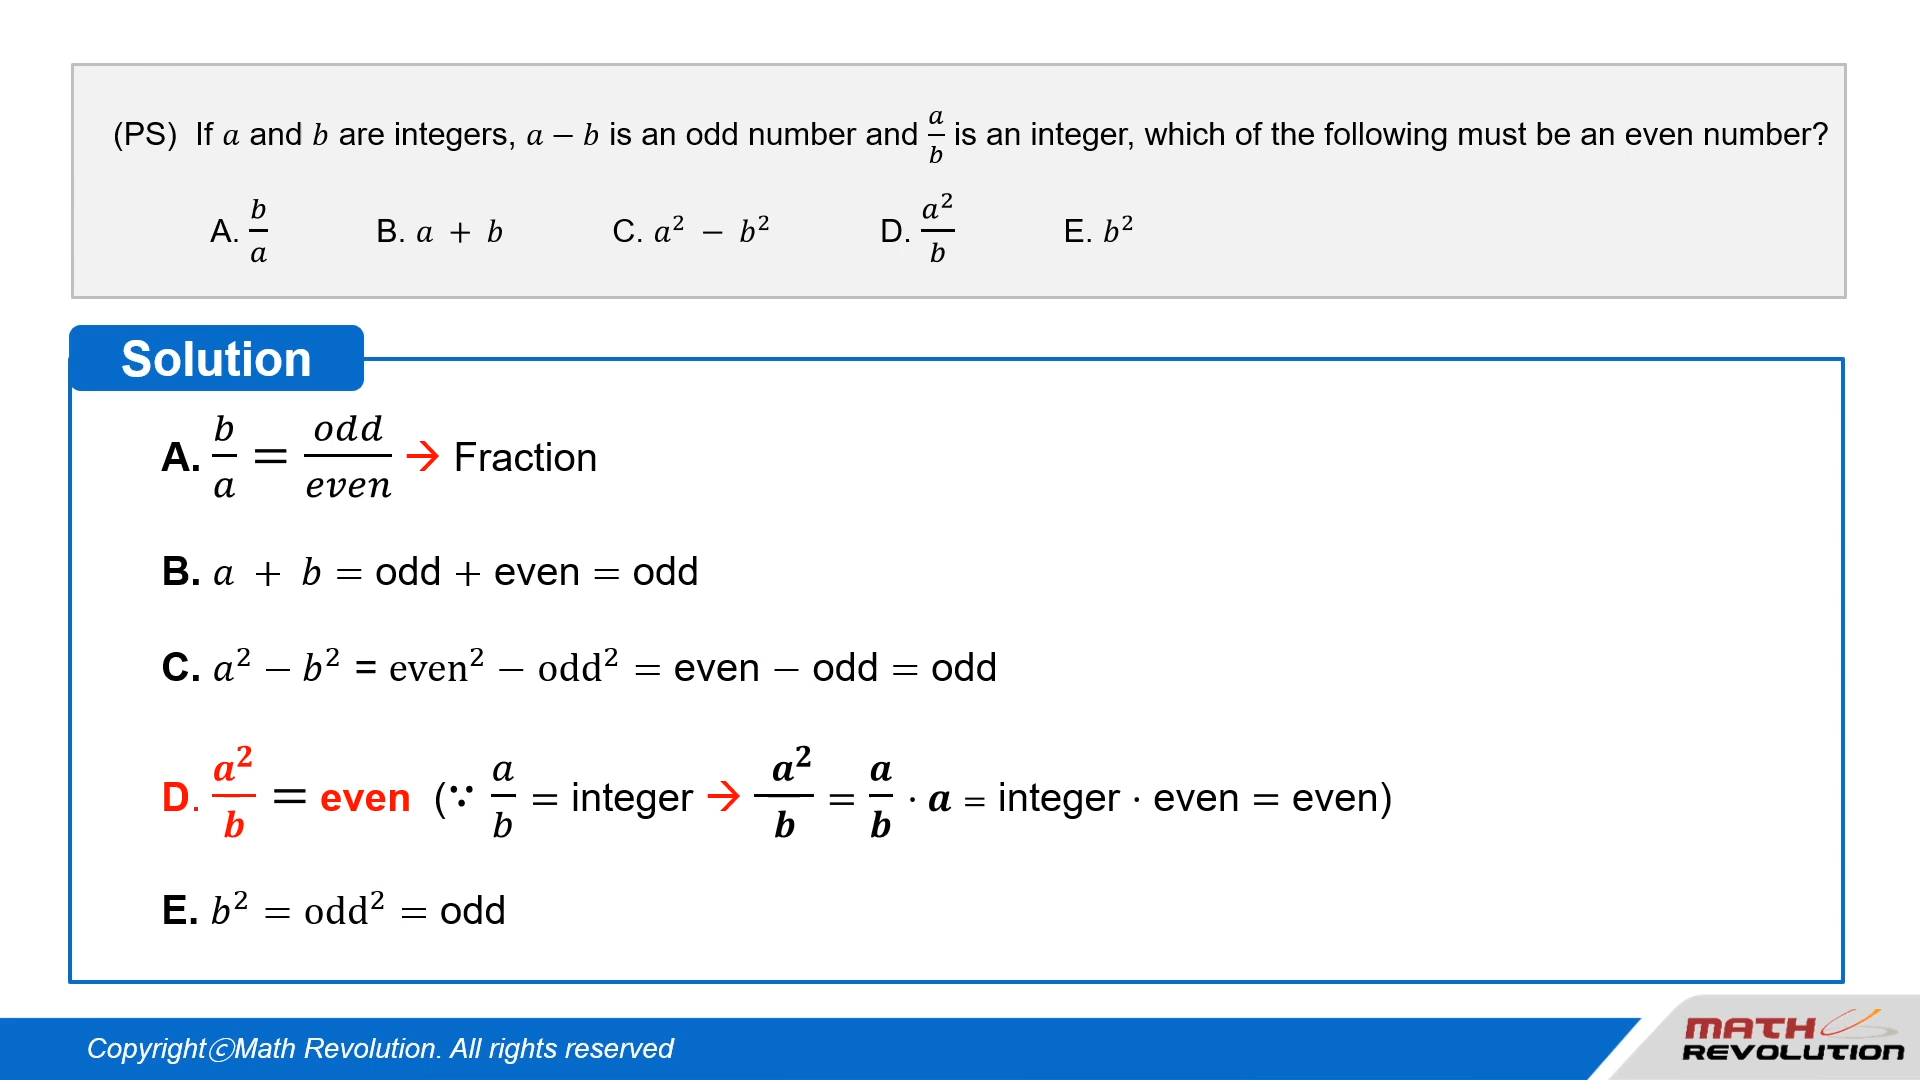 (PS) If a and b are integers, a − b is an odd number and a/b is an integer, which of the following must be an even number?
A. b/a B. a + b C. a² − b² D. a²/b E. b²
Solution
A. b/a = odd/even → Fraction
B. a + b = odd + even = odd
C. a² − b² = even² − odd² = even − odd = odd
D. a²/b = even (∵ a/b = integer → a²/b = a/b · a = integer · even = even)
E. b² = odd² = odd
CopyrightⓒMath Revolution. All rights reserved
MATH
REVOLUTION